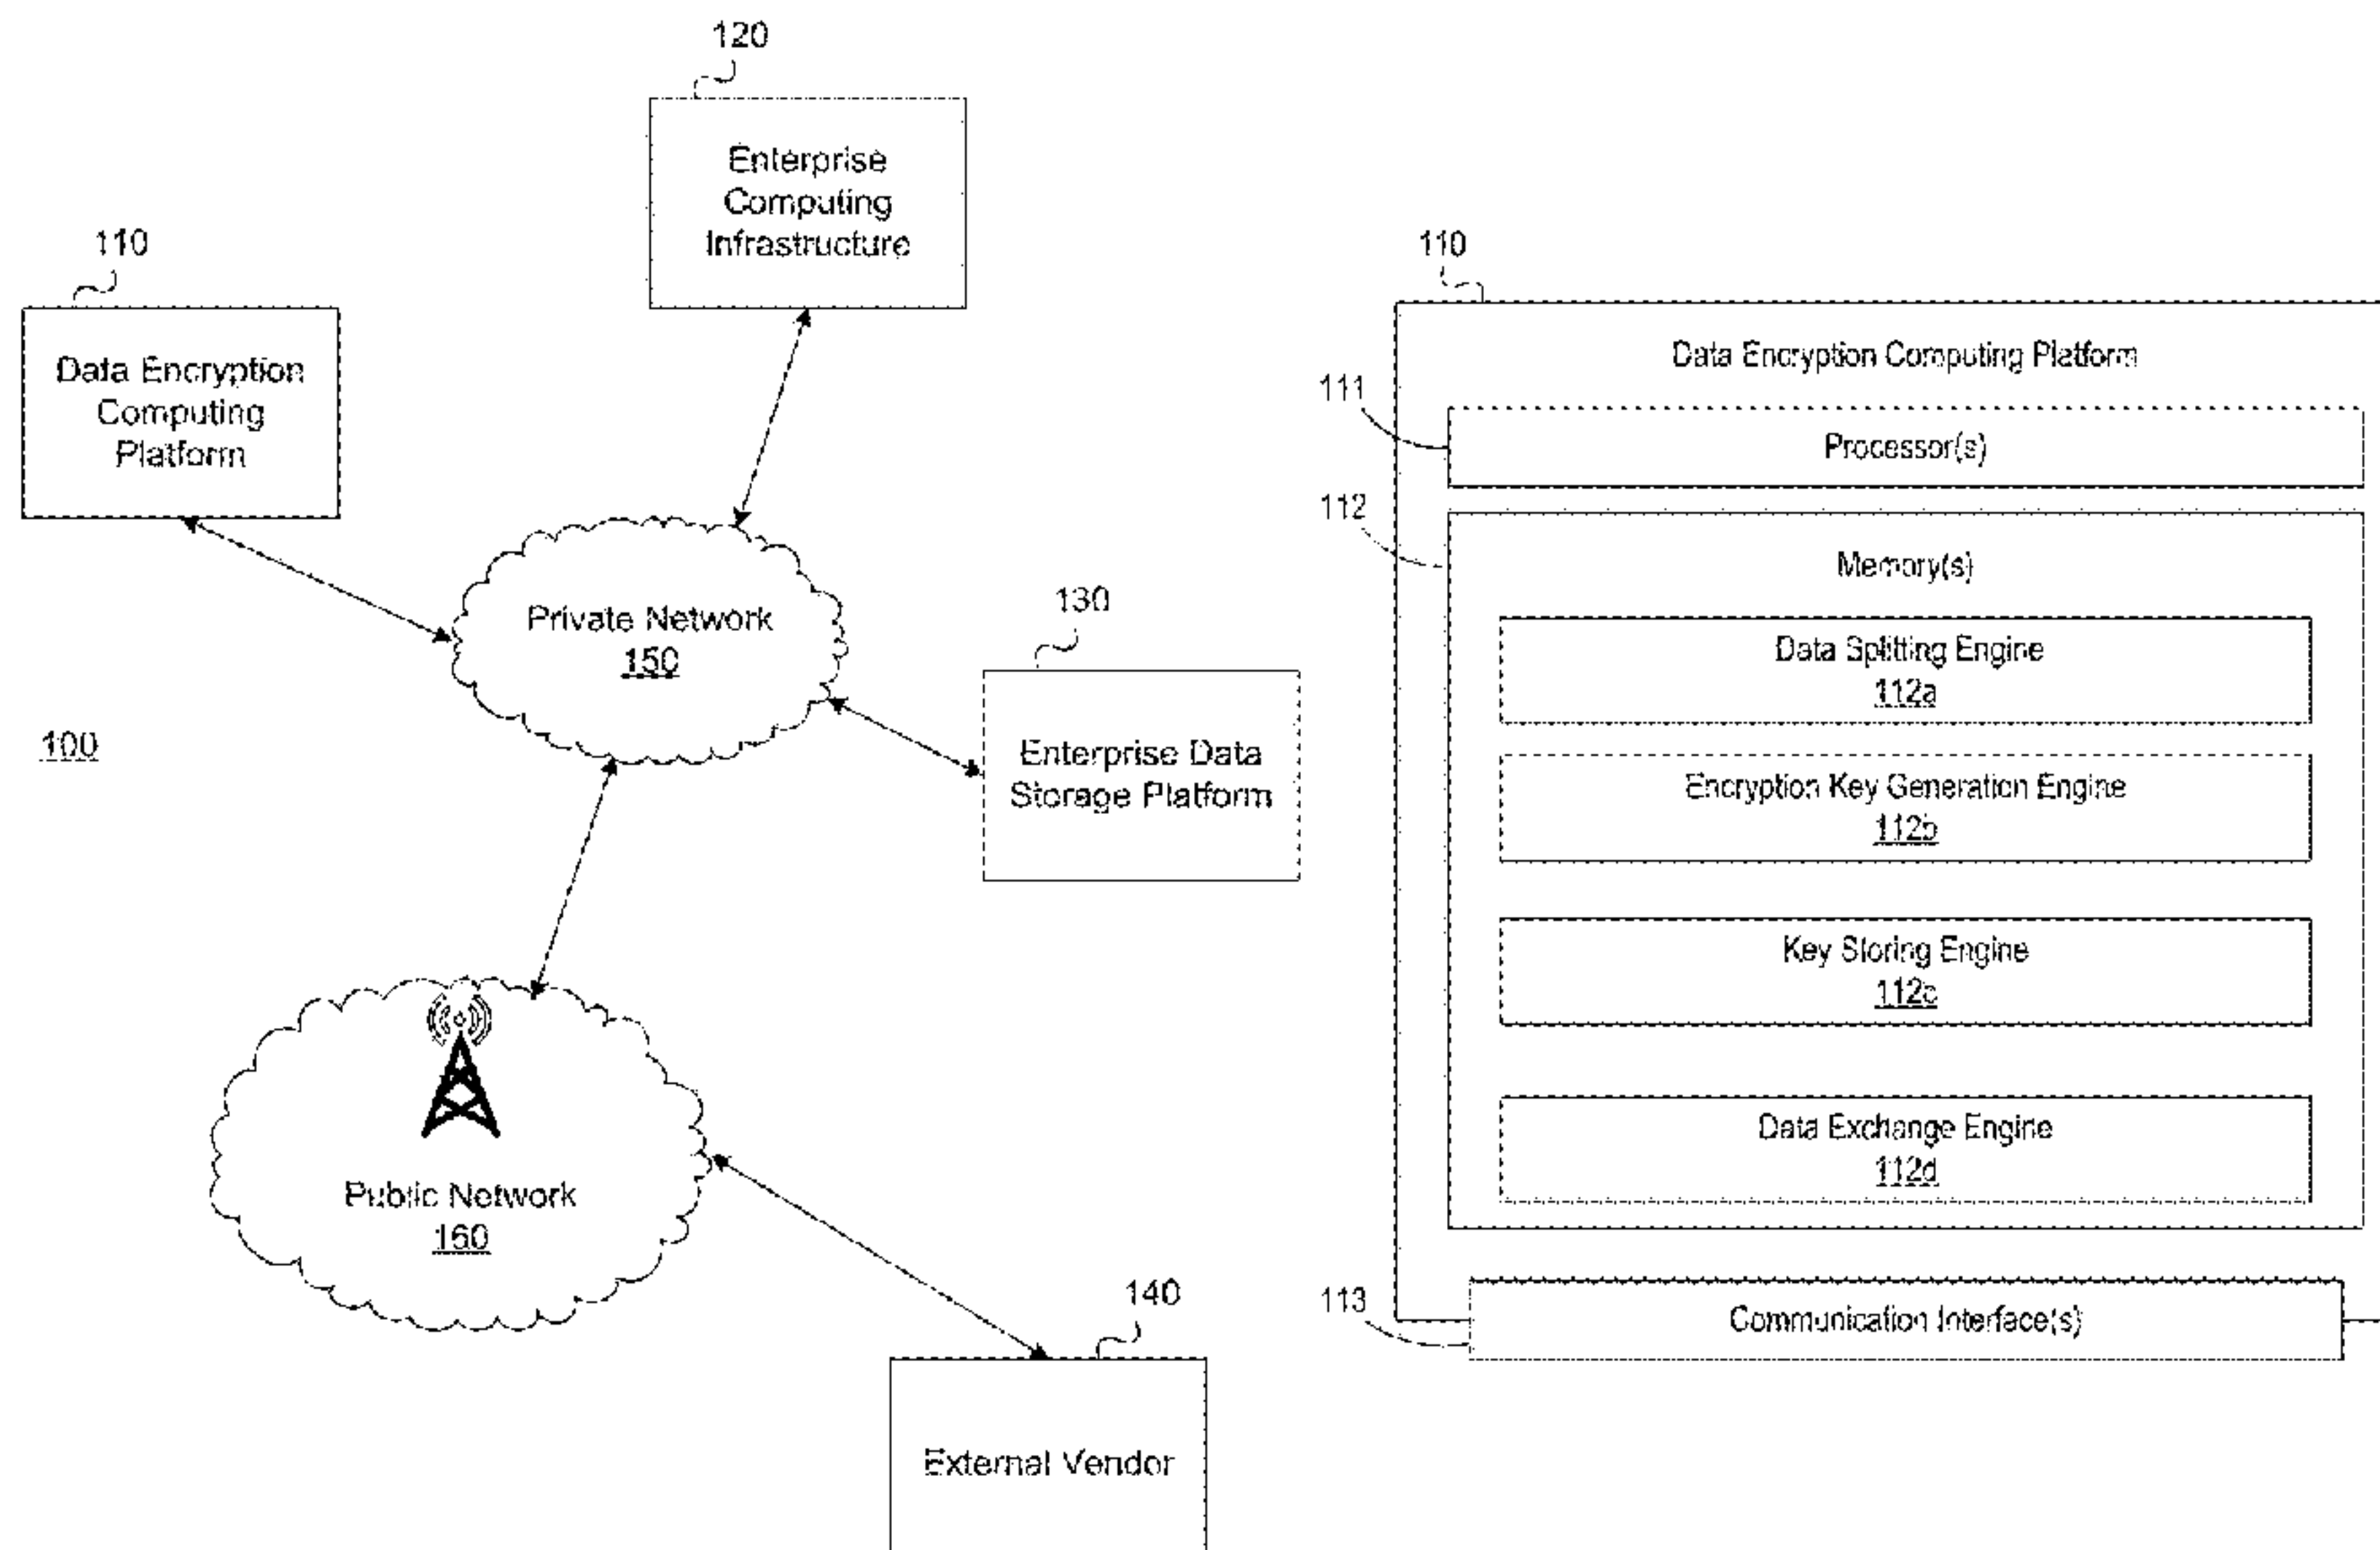 120
Enterprise
Computing
Infrastructure
110
Data Encryption
Computing
Platform
Private Network
150
130
Enterprise Data
Storage Platform
100
Public Network
160
140
External Vendor
110
Data Encryption Computing Platform
111
Processor(s)
112
Memory(s)
Data Splitting Engine
112a
Encryption Key Generation Engine
112b
Key Storing Engine
112c
Data Exchange Engine
112d
113
Communication Interface(s)